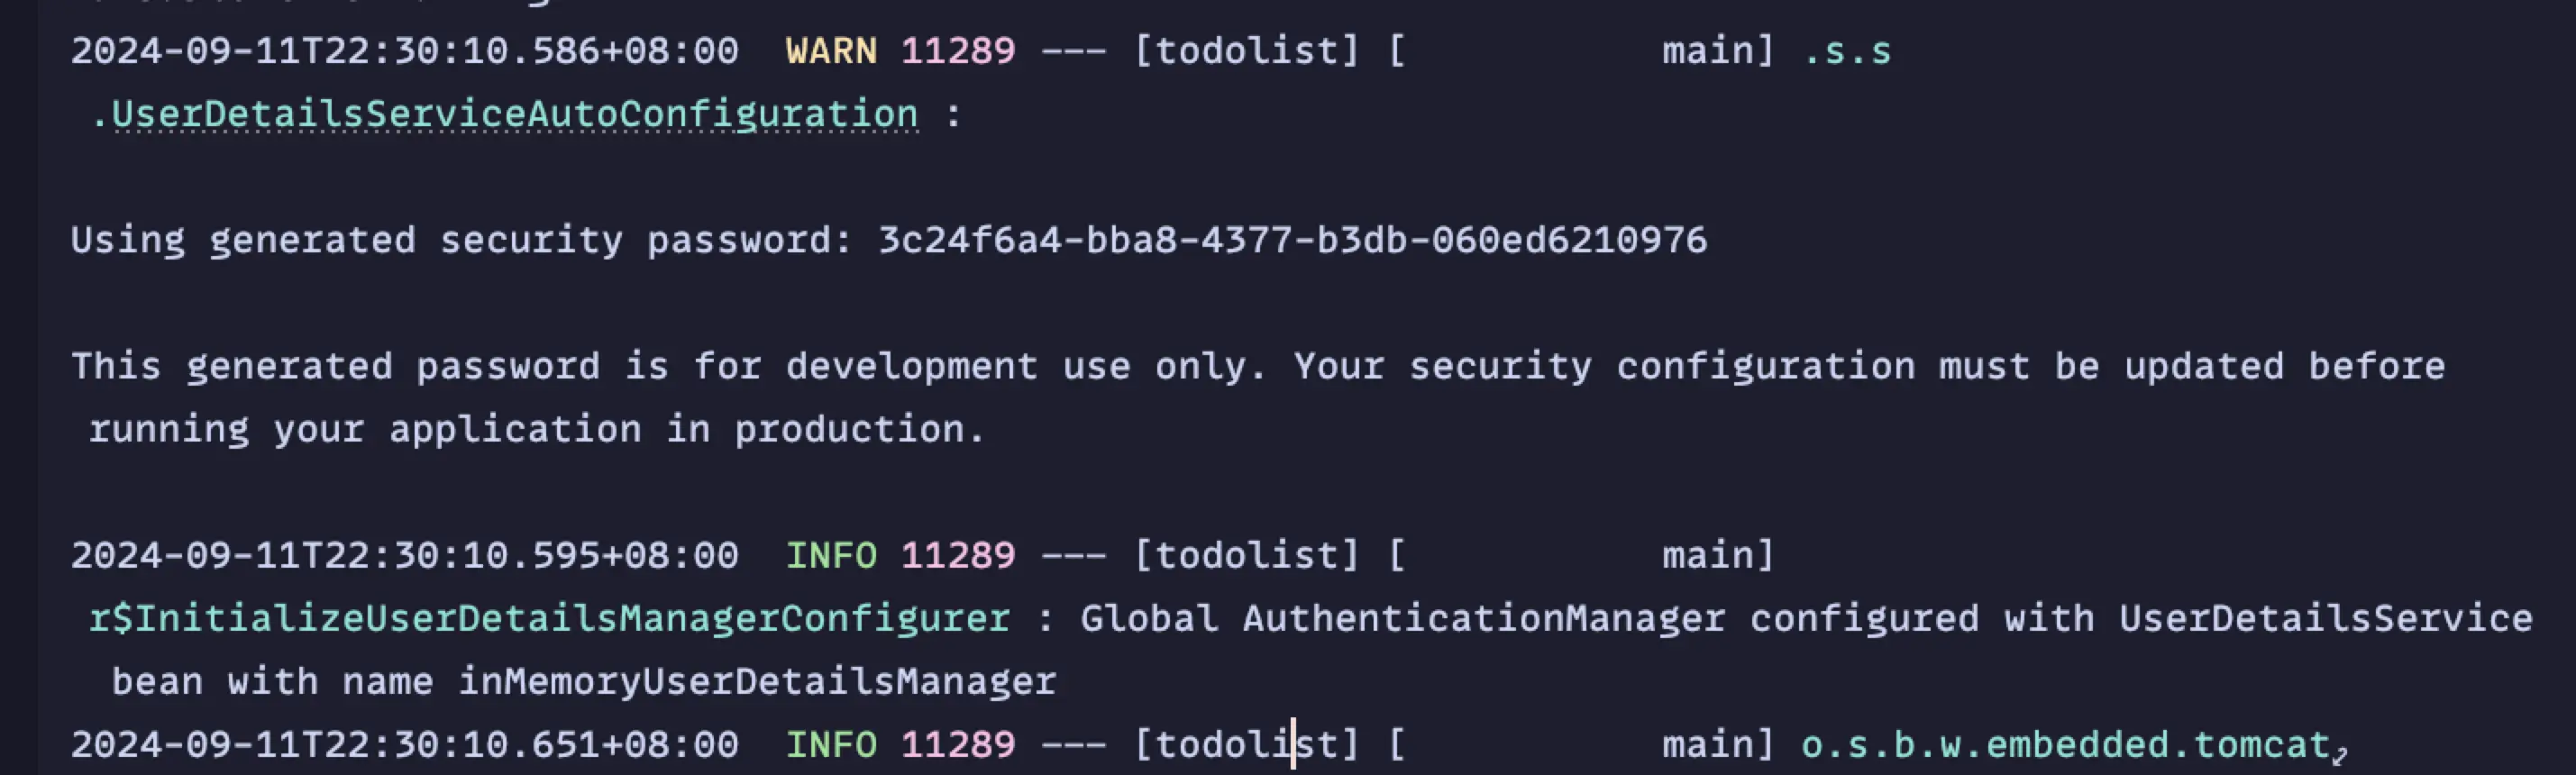 2024-09-11T22:30:10.586+08:00  WARN 11289 --- [todolist] [           main] .s.s
.UserDetailsServiceAutoConfiguration :
Using generated security password: 3c24f6a4-bba8-4377-b3db-060ed6210976
This generated password is for development use only. Your security configuration must be updated before
running your application in production.
2024-09-11T22:30:10.595+08:00  INFO 11289 --- [todolist] [           main]
r$InitializeUserDetailsManagerConfigurer : Global AuthenticationManager configured with UserDetailsService
bean with name inMemoryUserDetailsManager
2024-09-11T22:30:10.651+08:00  INFO 11289 --- [todolist] [           main] o.s.b.w.embedded.tomcat